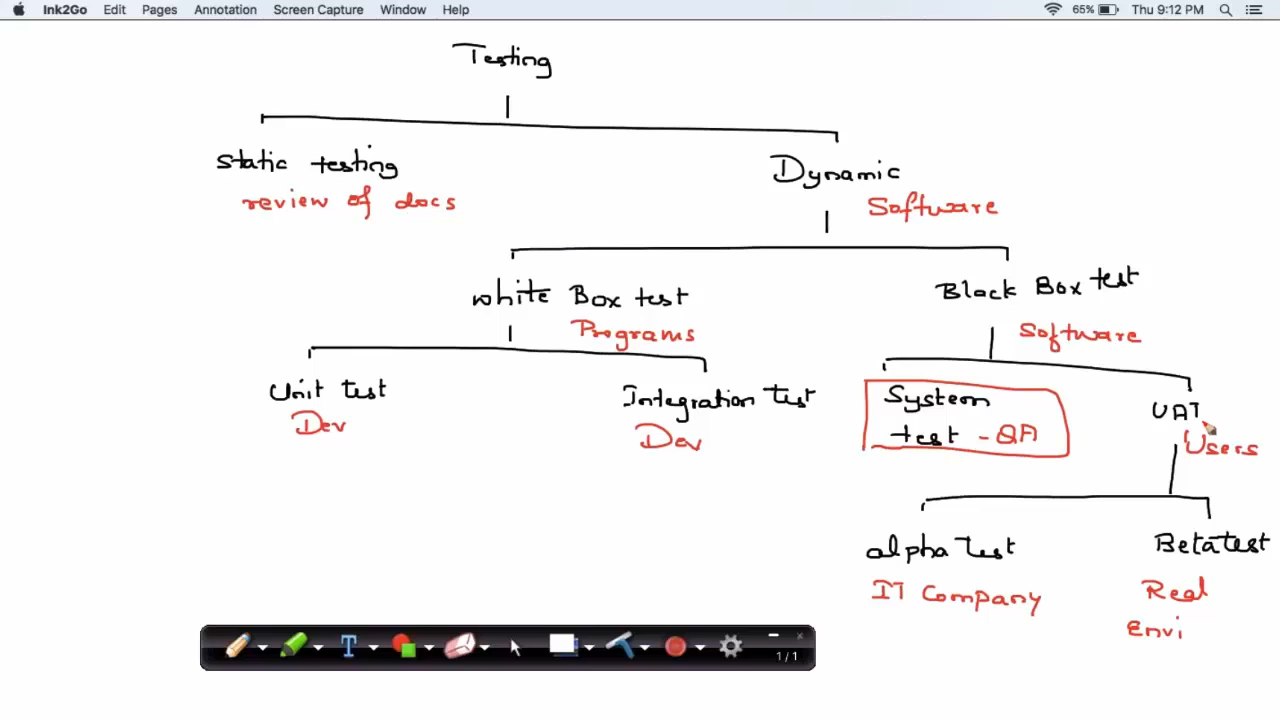 Ink2Go Edit Pages Annotation Screen Capture Window Help 65% Thu 9:12 PM
Testing
Static testing
review of docs
Dynamic
Software
White Box test
Programs
Black Box test
Software
Unit test
Dev
Integration test
Dev
System
test - QA
UAT
Users
alpha Test
IT Company
Beta test
Real
Envi
T
1/1